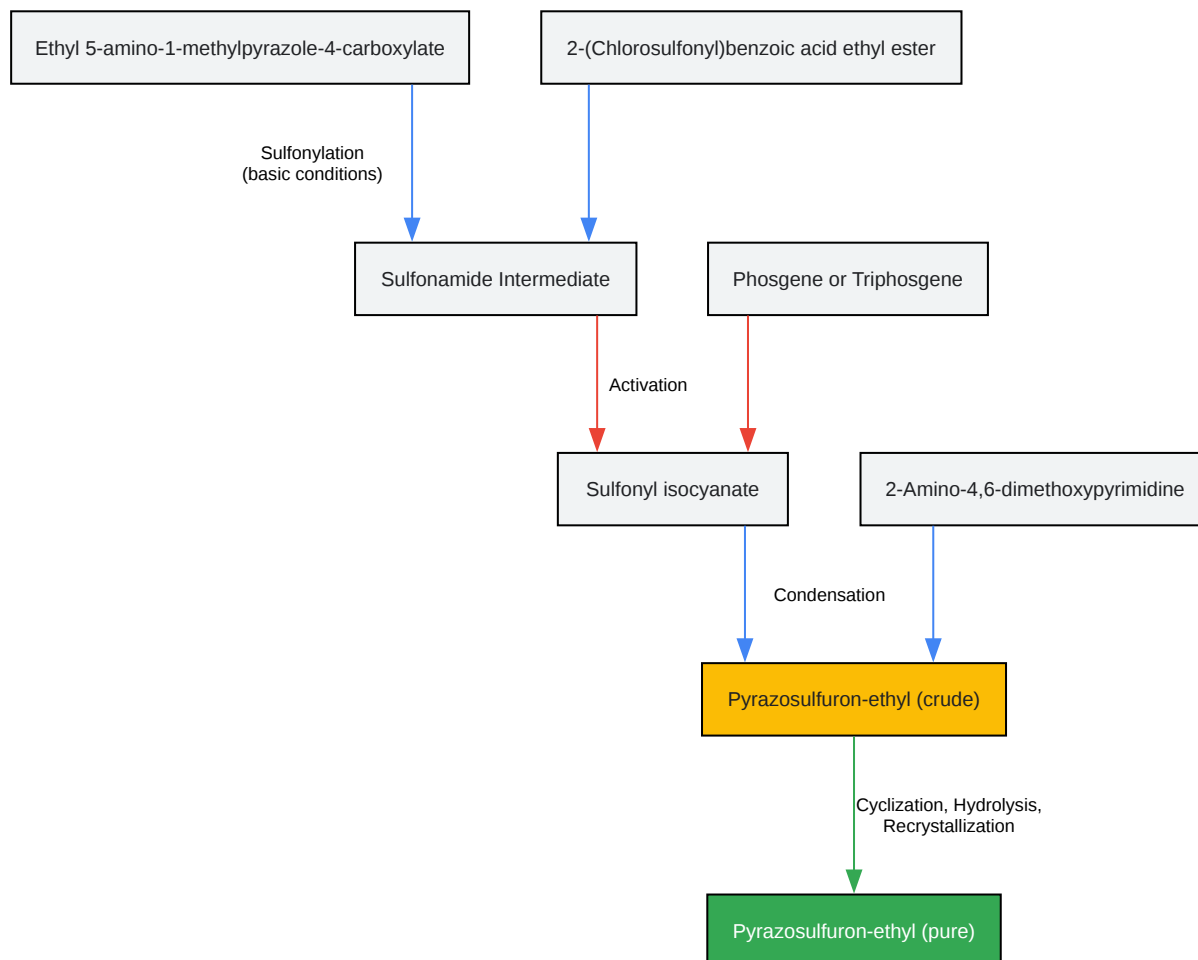 Ethyl 5-amino-1-methylpyrazole-4-carboxylate
2-(Chlorosulfonyl)benzoic acid ethyl ester
Sulfonylation
(basic conditions)
Sulfonamide Intermediate
Phosgene or Triphosgene
Activation
Sulfonyl isocyanate
2-Amino-4,6-dimethoxypyrimidine
Condensation
Pyrazosulfuron-ethyl (crude)
Cyclization, Hydrolysis,
Recrystallization
Pyrazosulfuron-ethyl (pure)